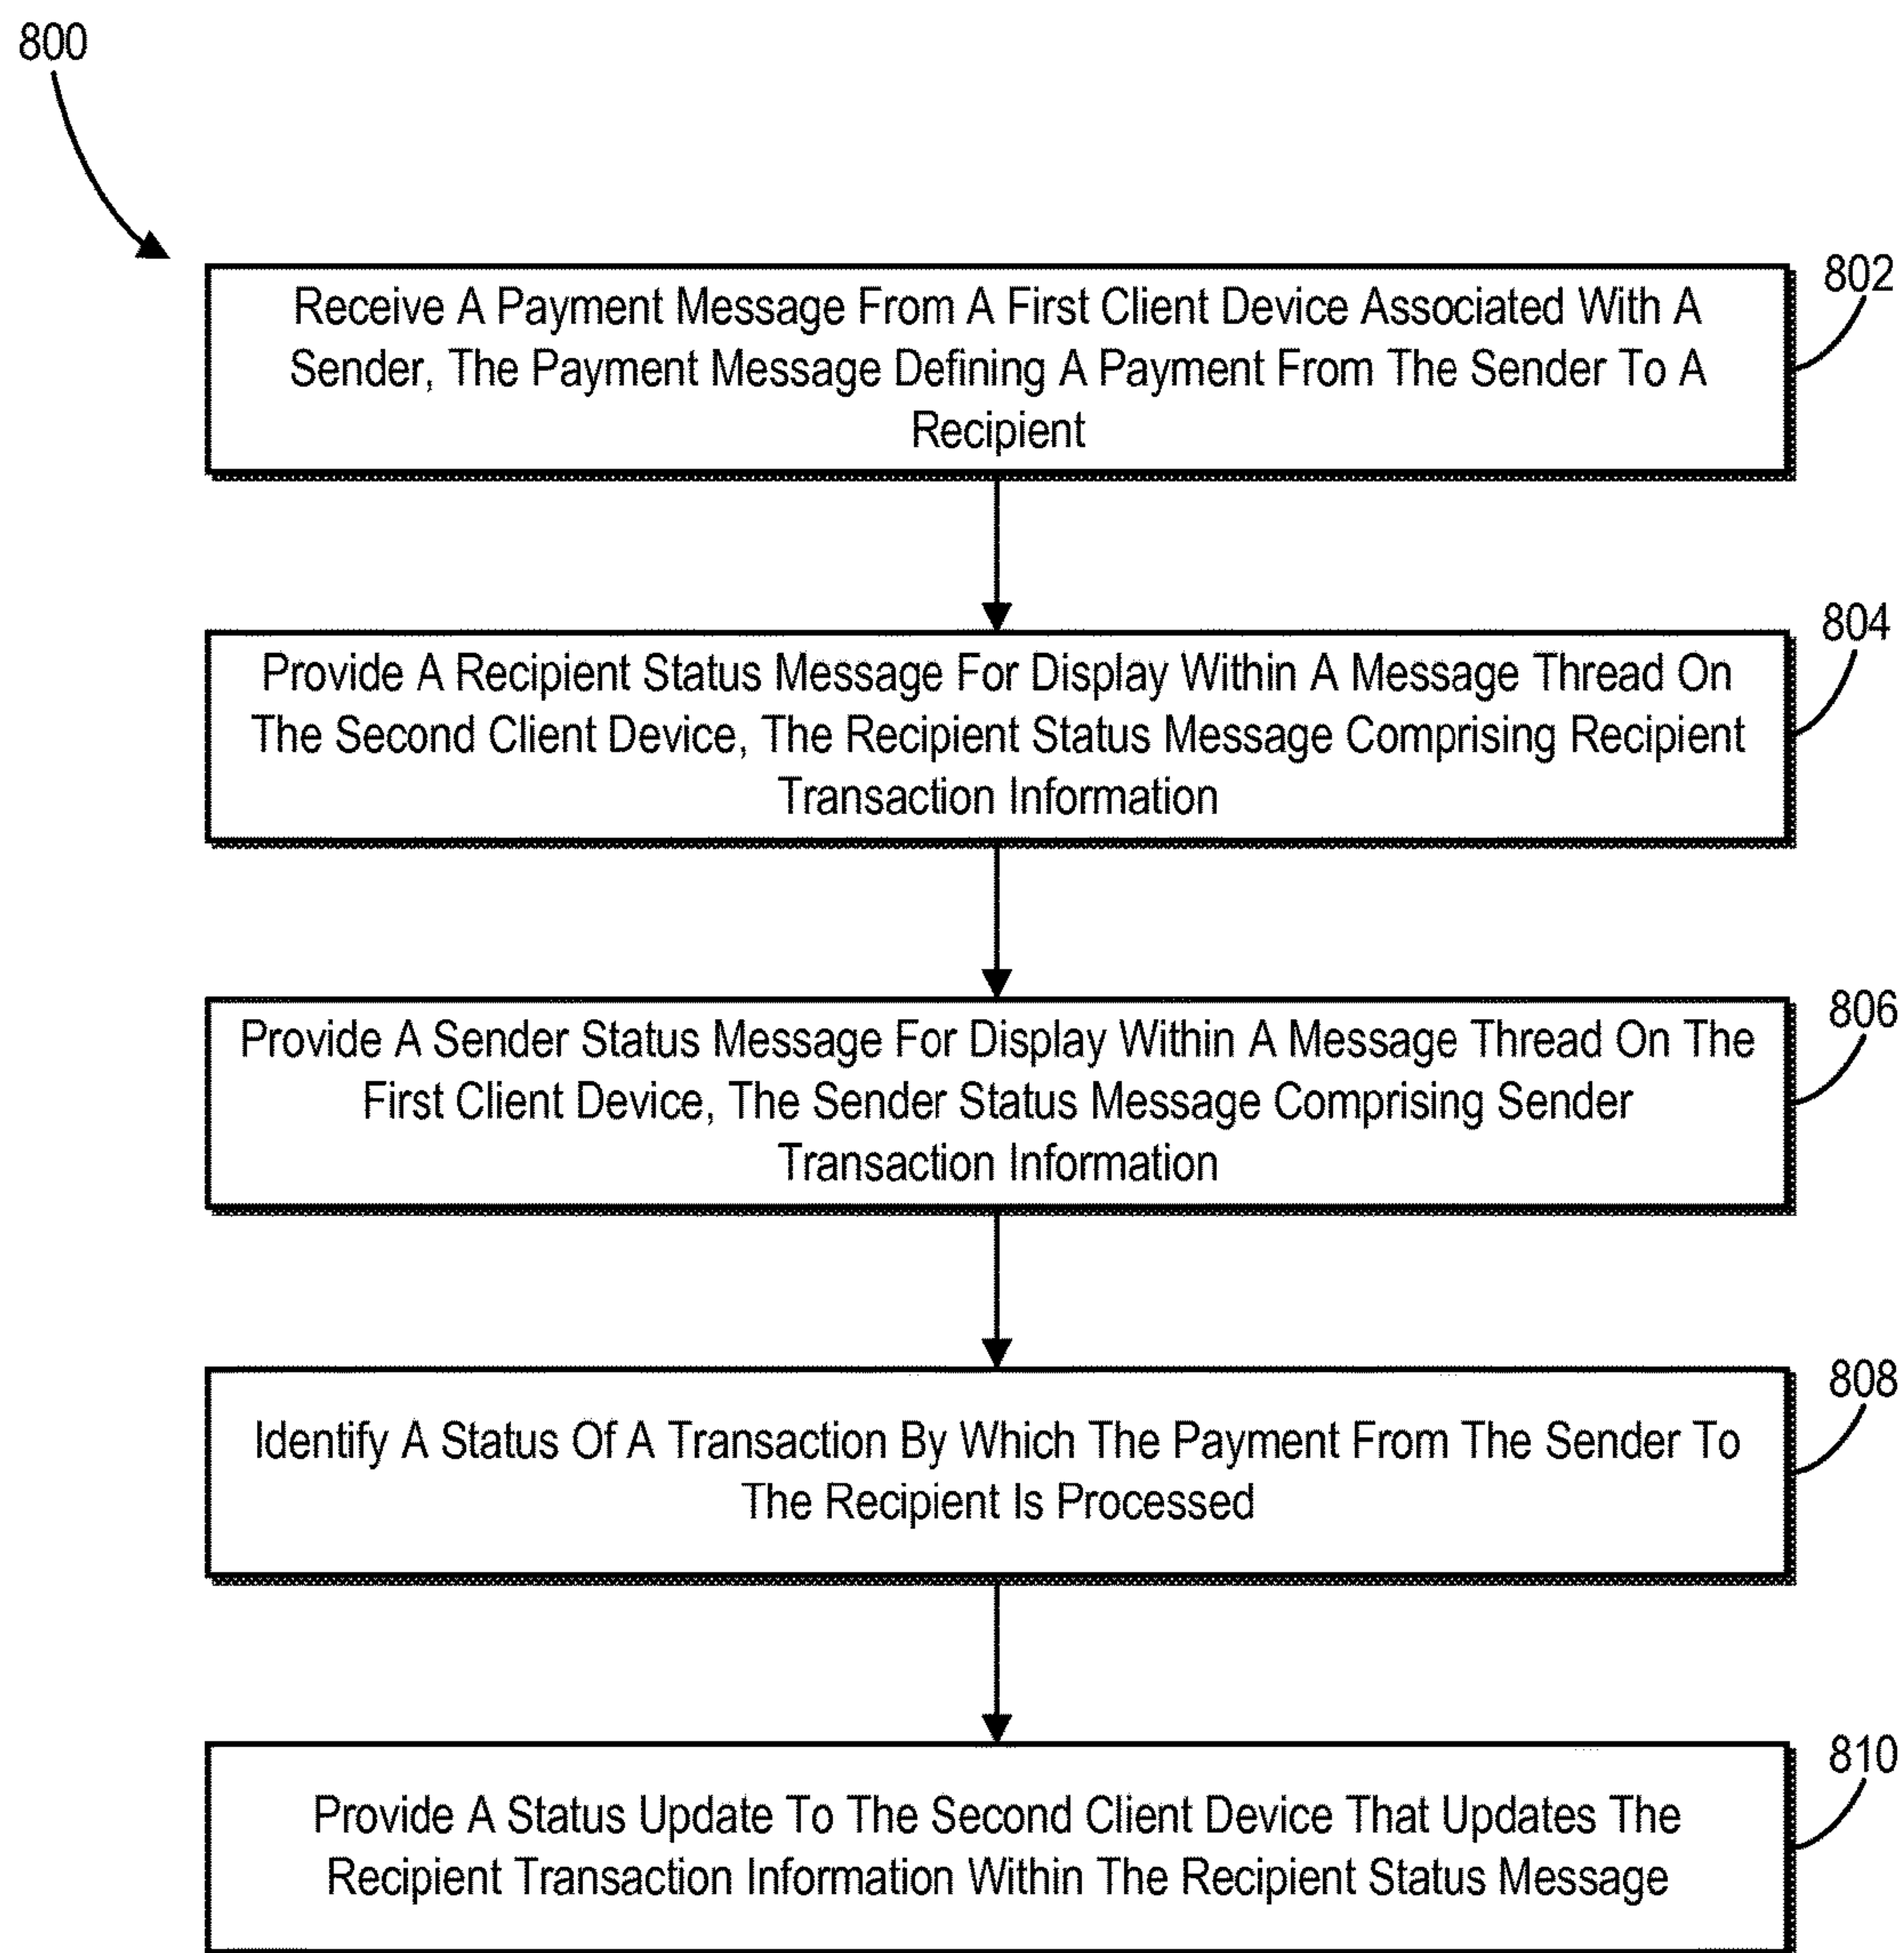 800
802
Receive A Payment Message From A First Client Device Associated With A
Sender, The Payment Message Defining A Payment From The Sender To A
Recipient
804
Provide A Recipient Status Message For Display Within A Message Thread On
The Second Client Device, The Recipient Status Message Comprising Recipient
Transaction Information
806
Provide A Sender Status Message For Display Within A Message Thread On The
First Client Device, The Sender Status Message Comprising Sender
Transaction Information
808
Identify A Status Of A Transaction By Which The Payment From The Sender To
The Recipient Is Processed
810
Provide A Status Update To The Second Client Device That Updates The
Recipient Transaction Information Within The Recipient Status Message